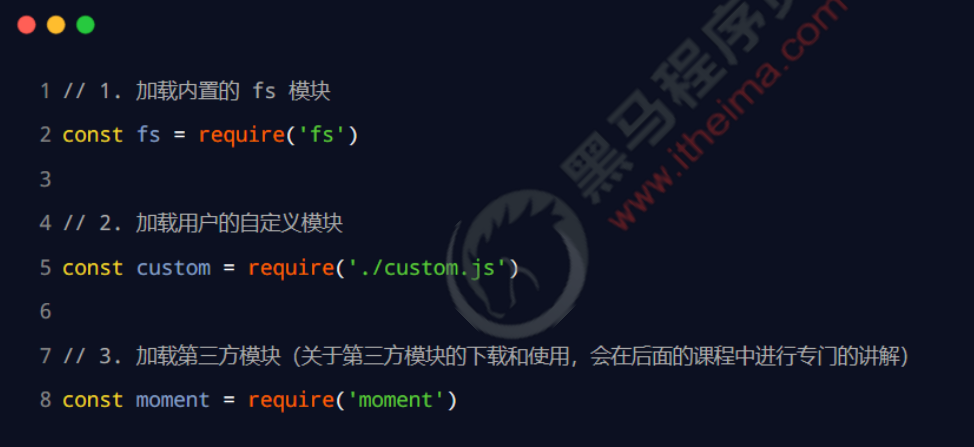 1 // 1. 加载内置的 fs 模块
2 const fs = require('fs')
3
4 // 2. 加载用户的自定义模块
5 const custom = require('./custom.js')
6
7 // 3. 加载第三方模块（关于第三方模块的下载和使用，会在后面的课程中进行专门的讲解）
8 const moment = require('moment')
黑马程序员
www.itheima.com